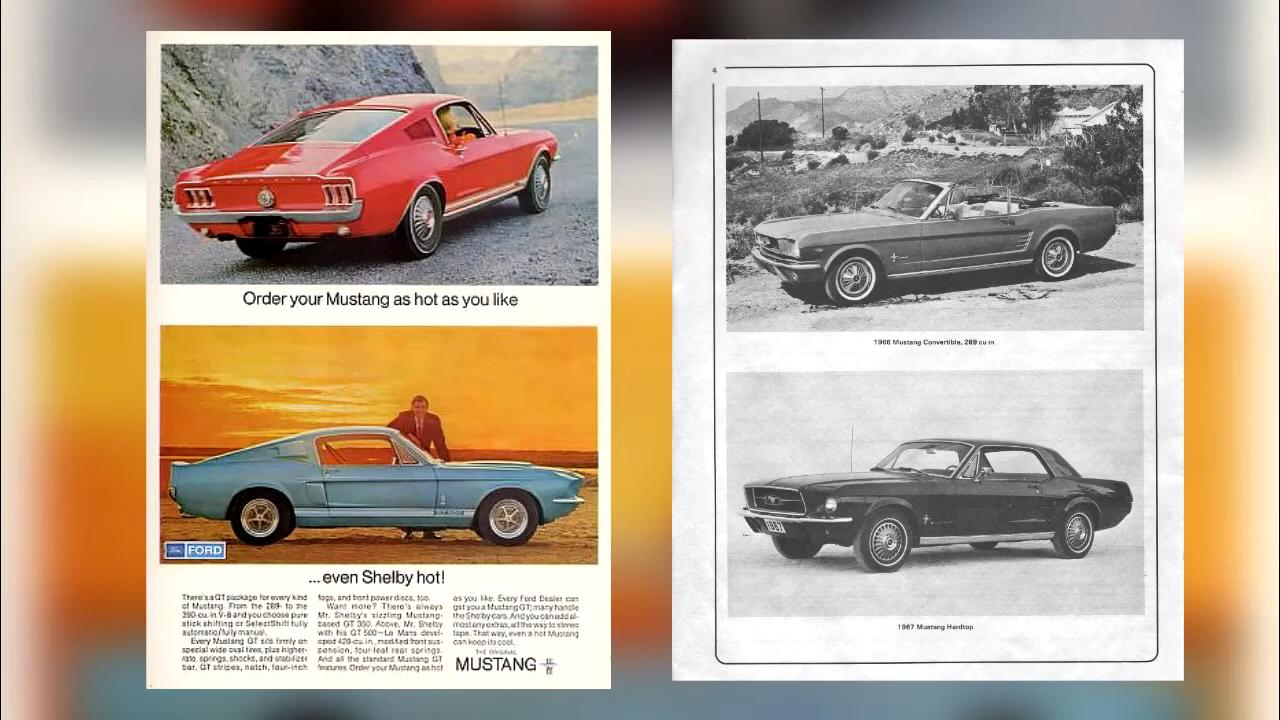 Order your Mustang as hot as you like
FORD
...even Shelby hot!
There's a GT package for every kind
of Mustang. From the 289- to the
390-cu. in. V-8 and you choose pure
stick shifting or SelectShift fully
automatic/fully manual.
Every Mustang GT sits firmly on
special wide oval tires, plus higher-
rate springs, shocks, and stabilizer
bar, GT stripes, natch, four-inch
fogs, and front power discs, too.
Want more? There's always
Mr. Shelby's sizzling Mustang-
based GT 350. Above, Mr. Shelby
with his GT 500—Le Mans devel-
oped 428-cu. in., modified front sus-
pension, four-leaf rear springs.
And all the standard Mustang GT
features. Order your Mustang as hot
as you like. Every Ford Dealer can
get you a Mustang GT; many handle
the Shelby cars. And you can add al-
most any extras, all the way to stereo
tape. That way, even a hot Mustang
can keep its cool.
THE ORIGINAL
MUSTANG
4
1966 Mustang Convertible, 289 cu in
1967 Mustang Hardtop